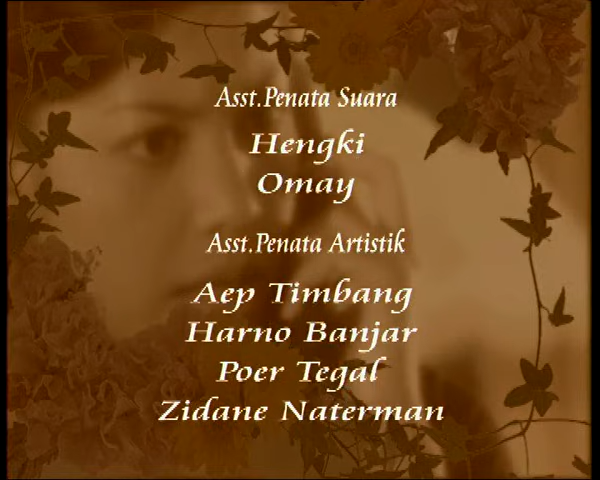 Asst.Penata Suara
Hengki
Omay
Asst.Penata Artistik
Aep Timbang
Harno Banjar
Poer Tegal
Zidane Naterman